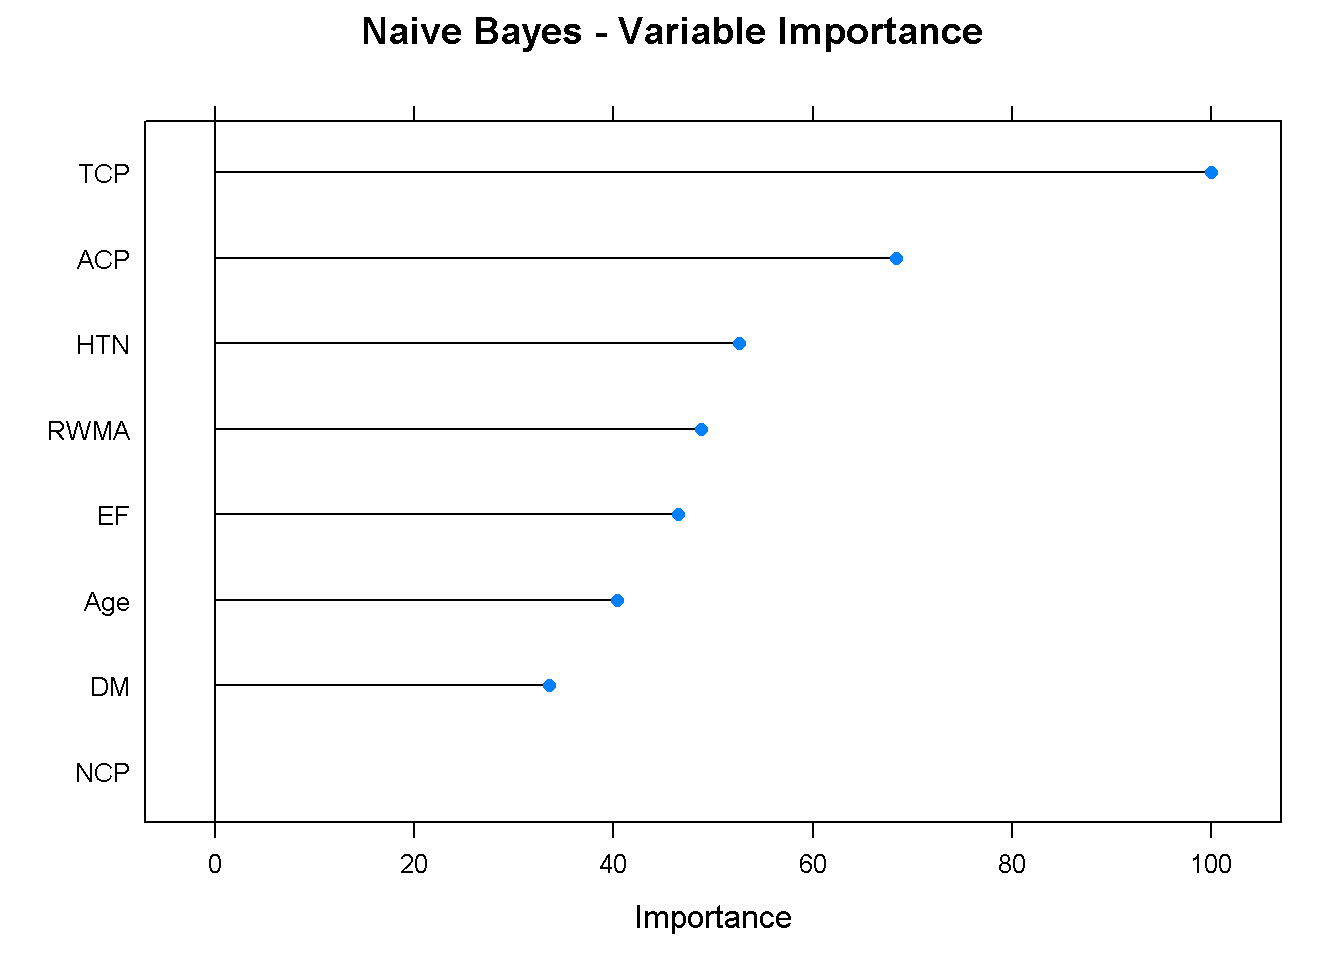 Naive Bayes - Variable Importance
TCP
ACP
HTN
RWMA
EF
Age
DM
NCP
0 20 40 60 80 100
Importance